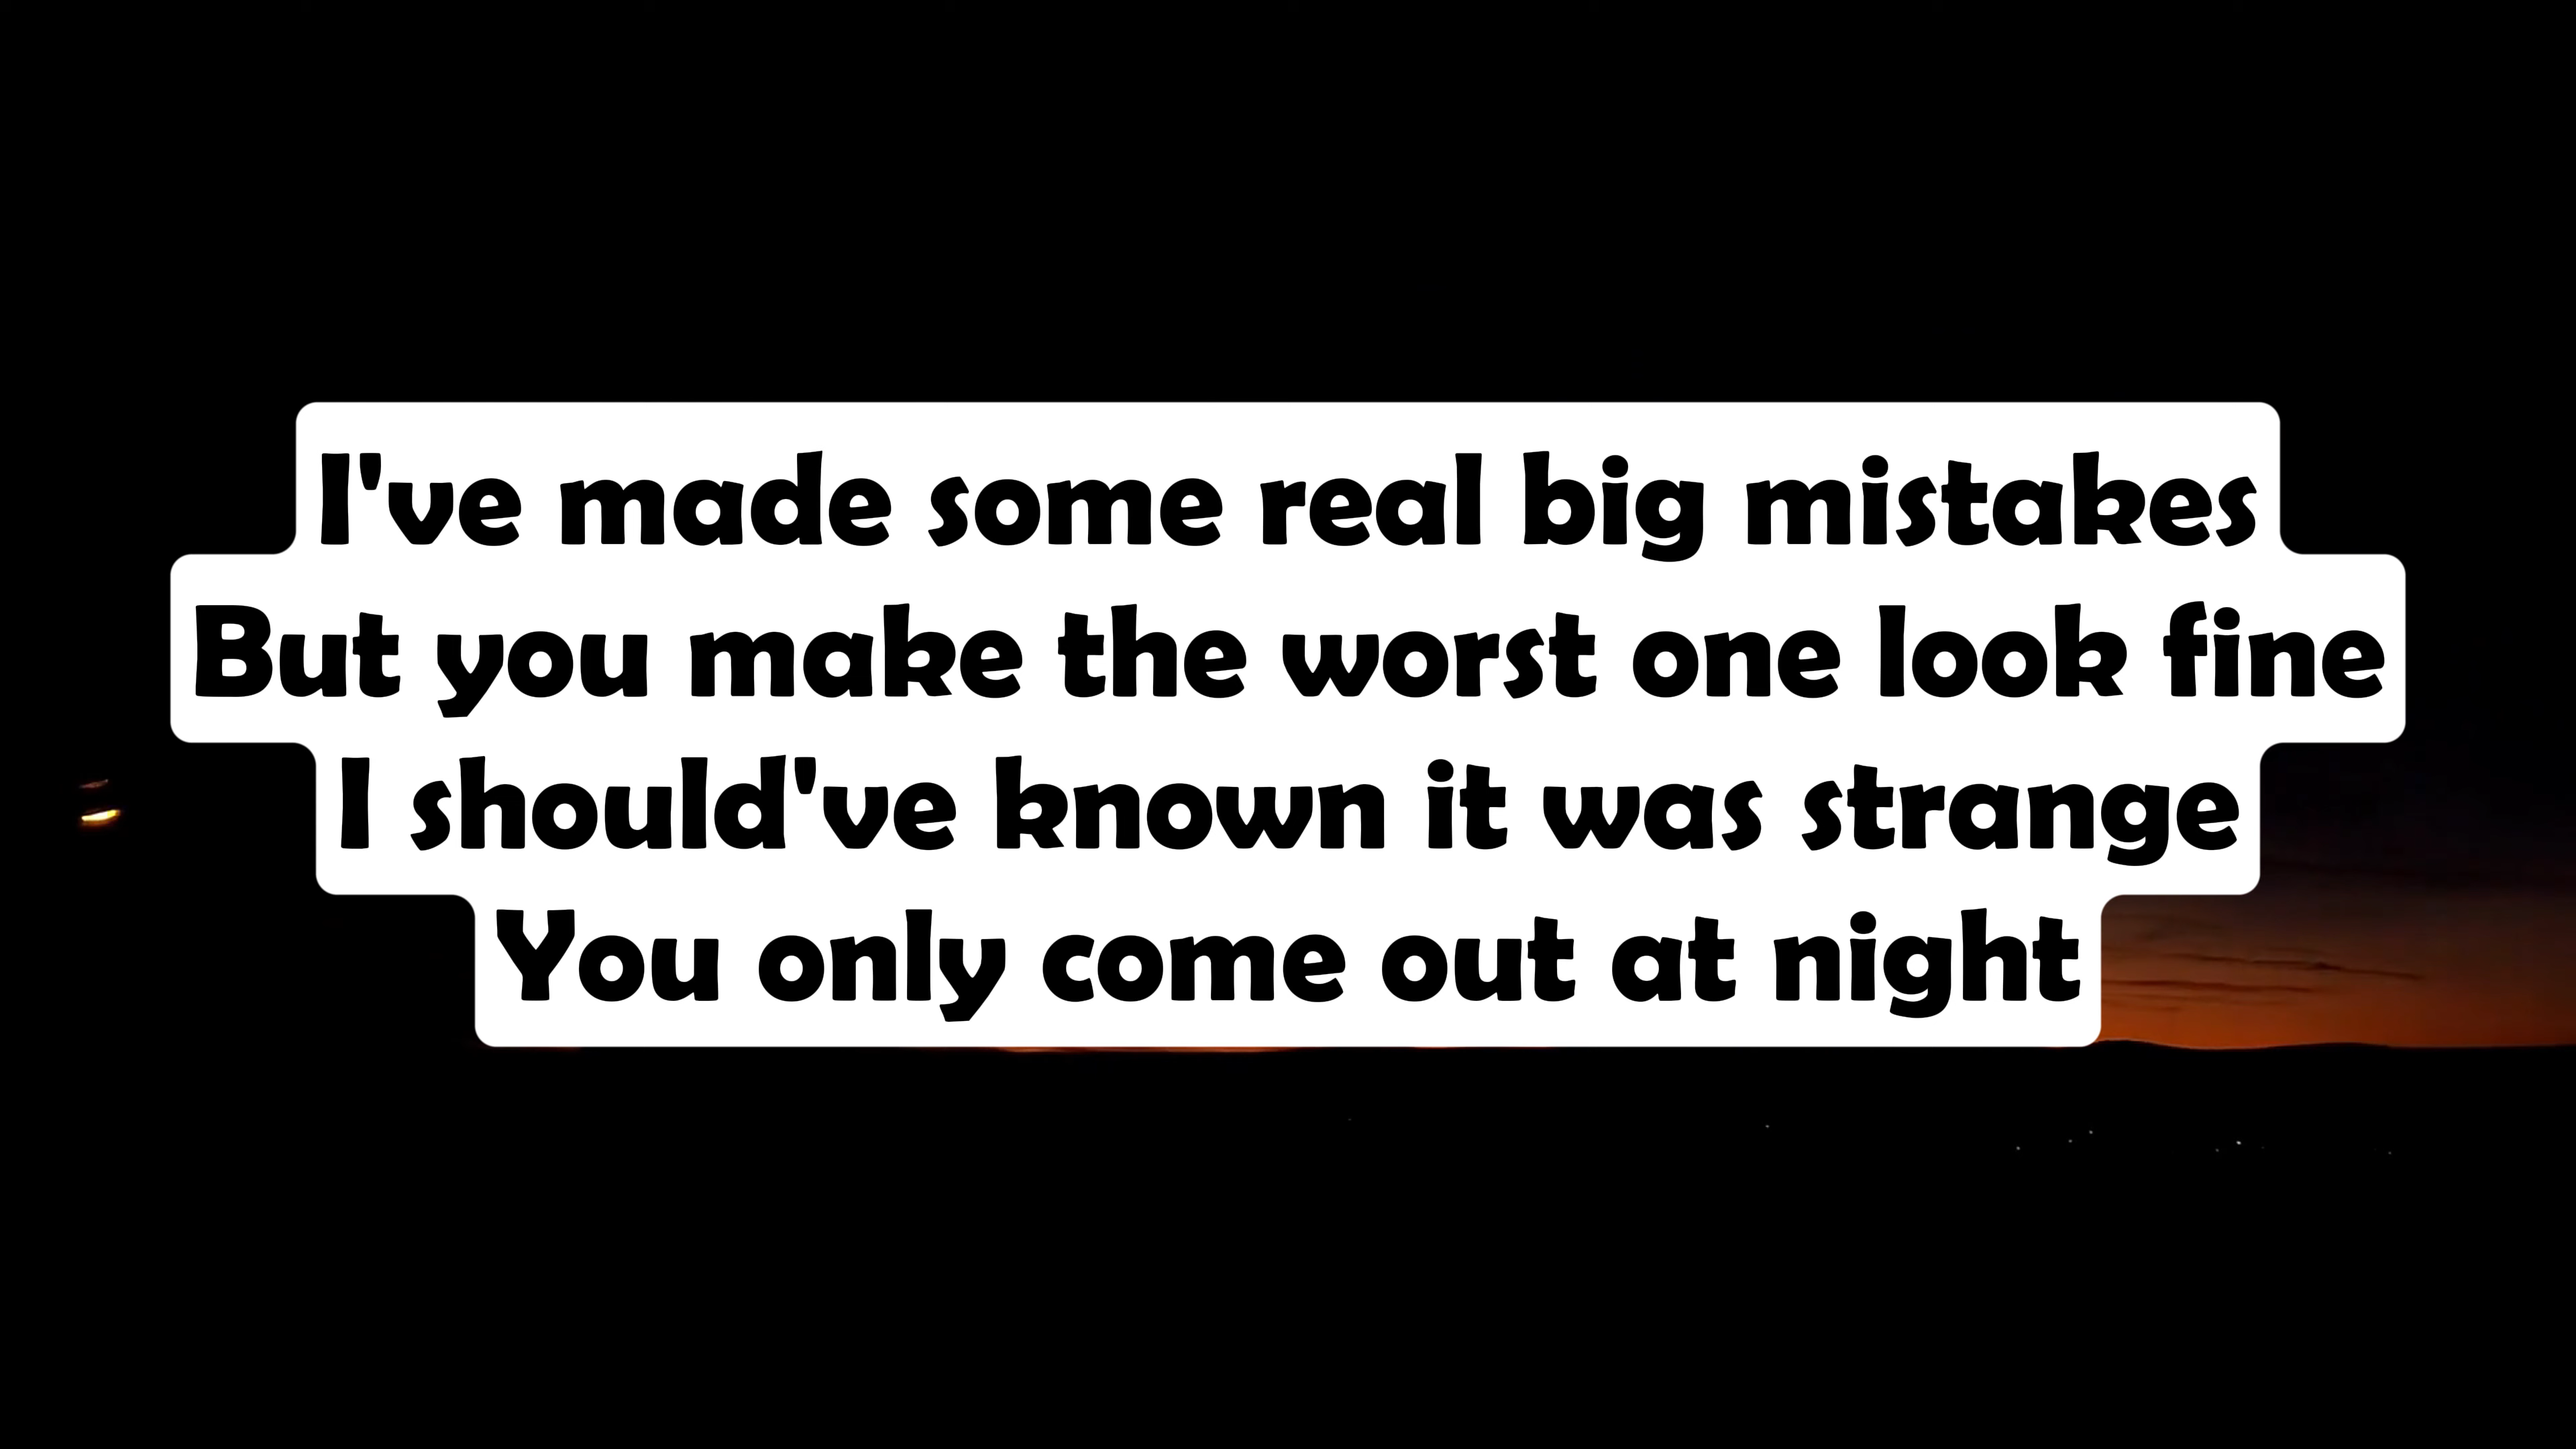 I've made some real big mistakes
But you make the worst one look fine
I should've known it was strange
You only come out at night